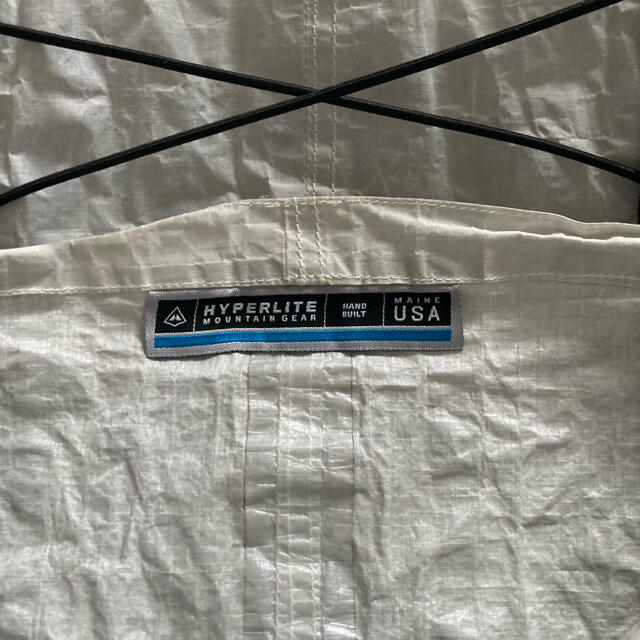 HYPERLITE
MOUNTAIN GEAR
HAND
BUILT
MAINE
USA